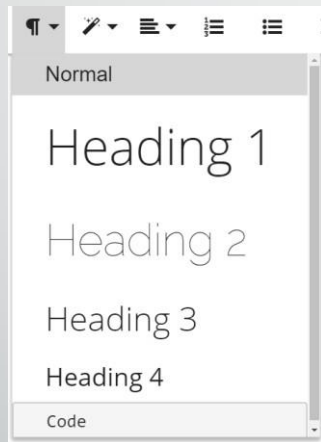 Normal
Heading 1
Heading 2
Heading 3
Heading 4
Code